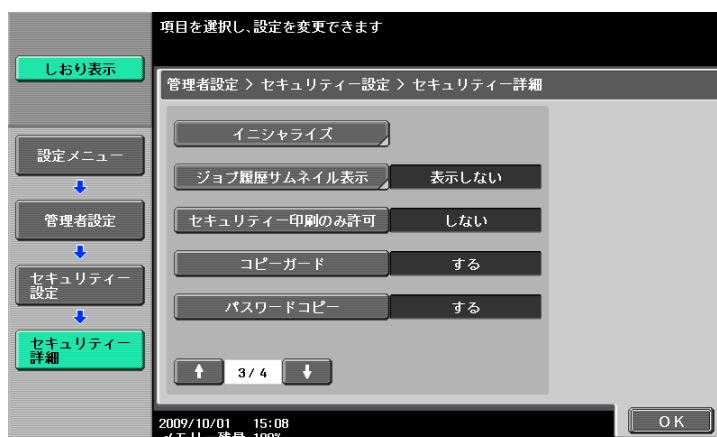 項目を選択し、設定を変更できます
しおり表示
管理者設定 > セキュリティー設定 > セキュリティー詳細
イニシャライズ
設定メニュー
ジョブ履歴サムネイル表示 表示しない
管理者設定
セキュリティー印刷のみ許可 しない
コピーガード する
セキュリティー
設定
パスワードコピー する
セキュリティー
詳細
↑ 3/4 ↓
2009/10/01 15:08
メモリー残量 100%
OK